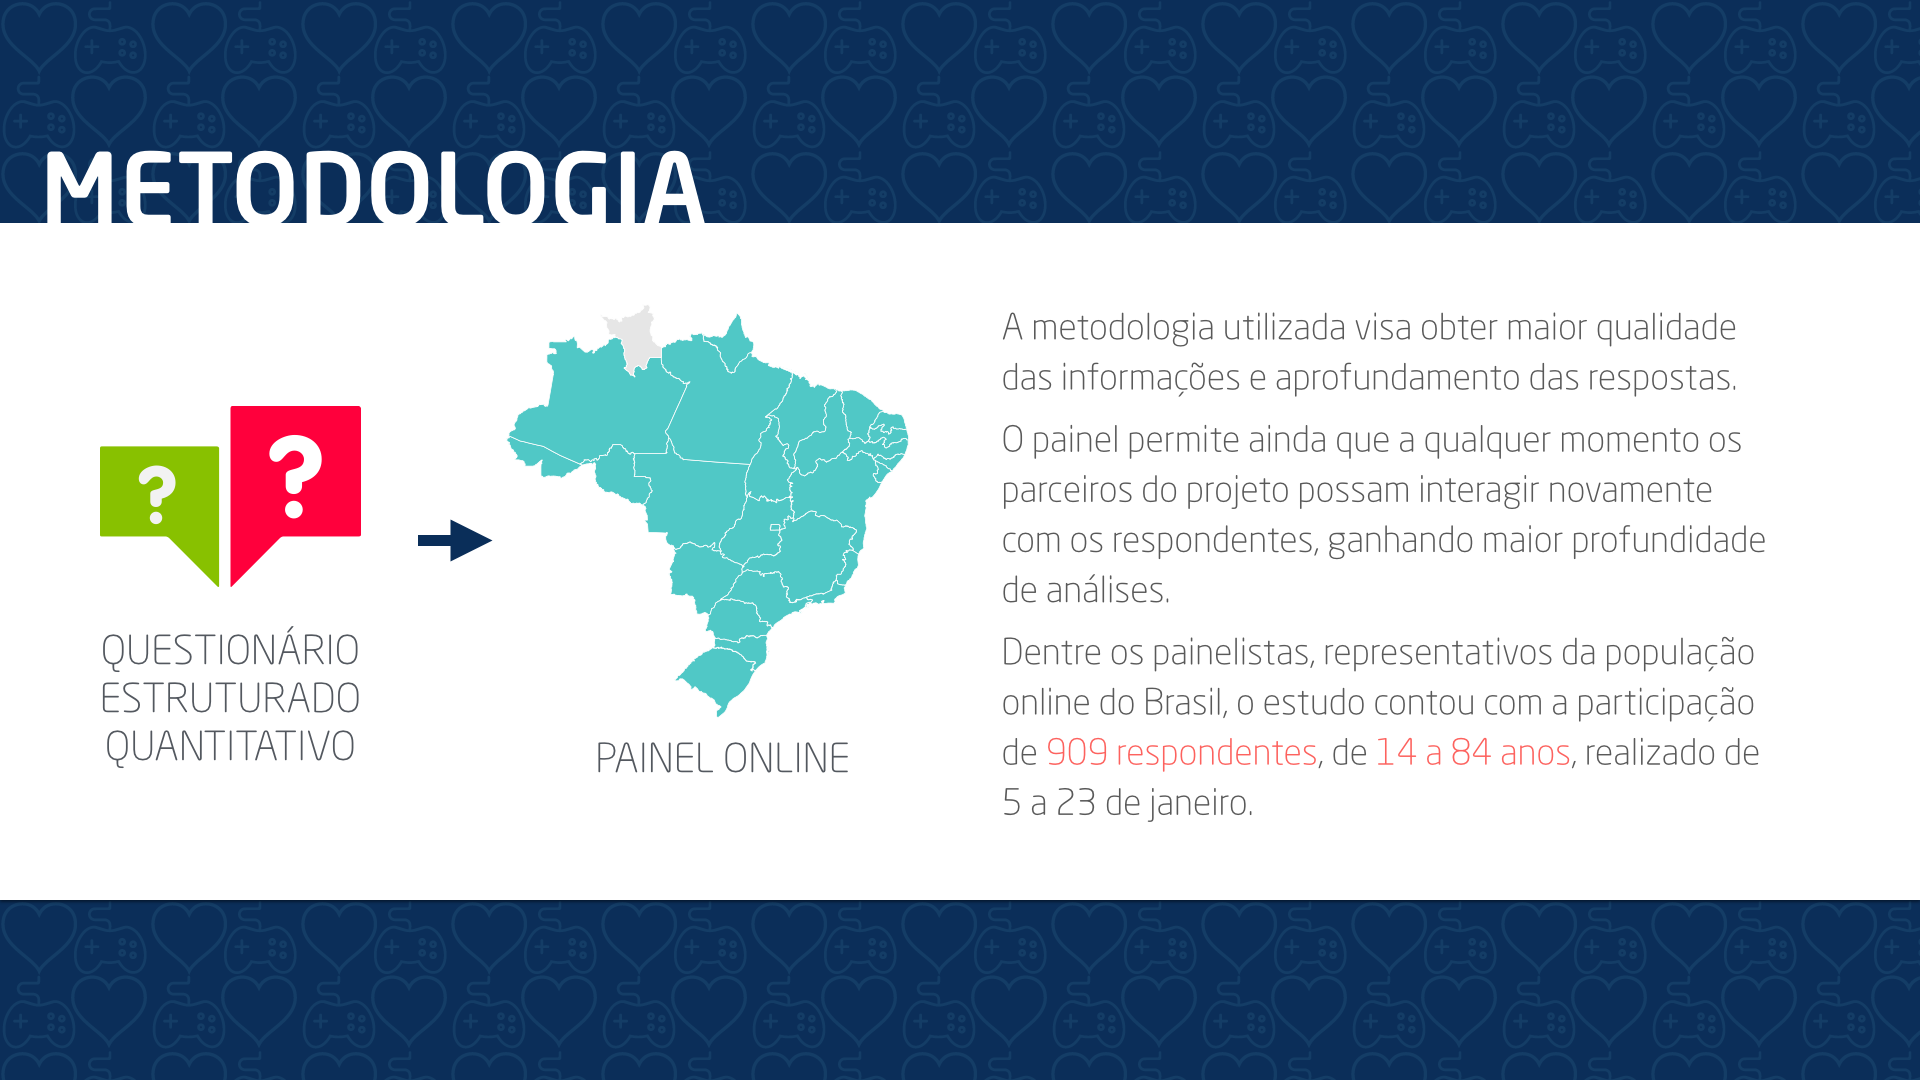 METODOLOGIA
?
?
QUESTIONÁRIO
ESTRUTURADO
QUANTITATIVO
PAINEL ONLINE
A metodologia utilizada visa obter maior qualidade
das informações e aprofundamento das respostas.
O painel permite ainda que a qualquer momento os
parceiros do projeto possam interagir novamente
com os respondentes, ganhando maior profundidade
de análises.
Dentre os painelistas, representativos da população
online do Brasil, o estudo contou com a participação
de 909 respondentes, de 14 a 84 anos, realizado de
5 a 23 de janeiro.